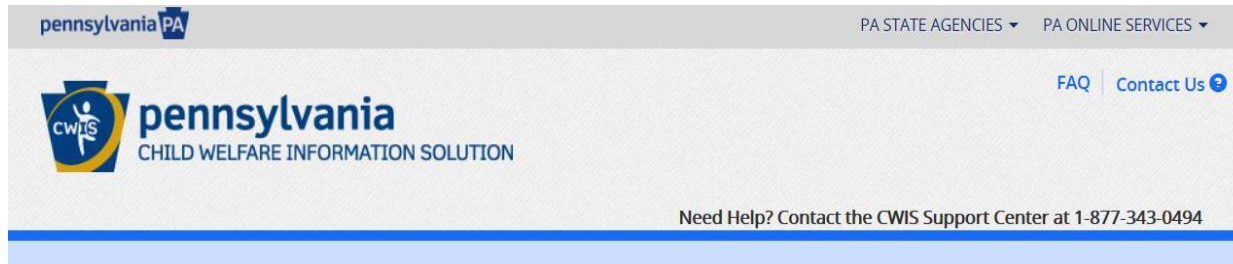 pennsylvania PA
PA STATE AGENCIES PA ONLINE SERVICES
FAQ Contact Us ?
CWIS
pennsylvania
CHILD WELFARE INFORMATION SOLUTION
Need Help? Contact the CWIS Support Center at 1-877-343-0494